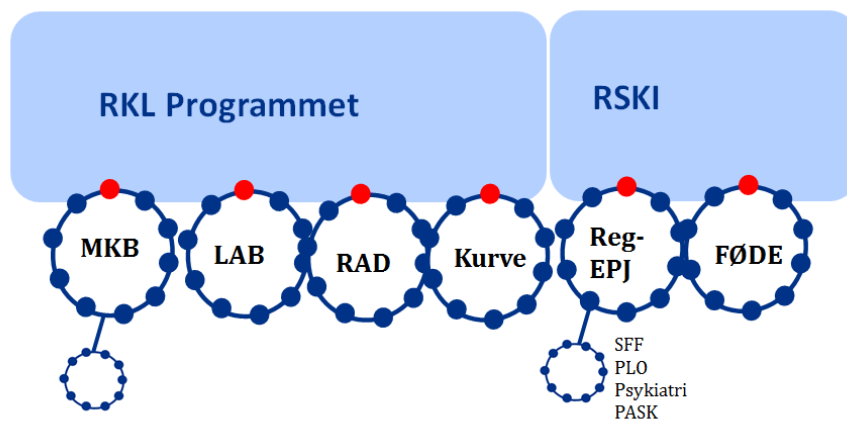 RKL Programmet
RSKI
MKB
LAB
RAD
Kurve
Reg-
EPJ
FØDE
SFF
PLO
Psykiatri
PASK